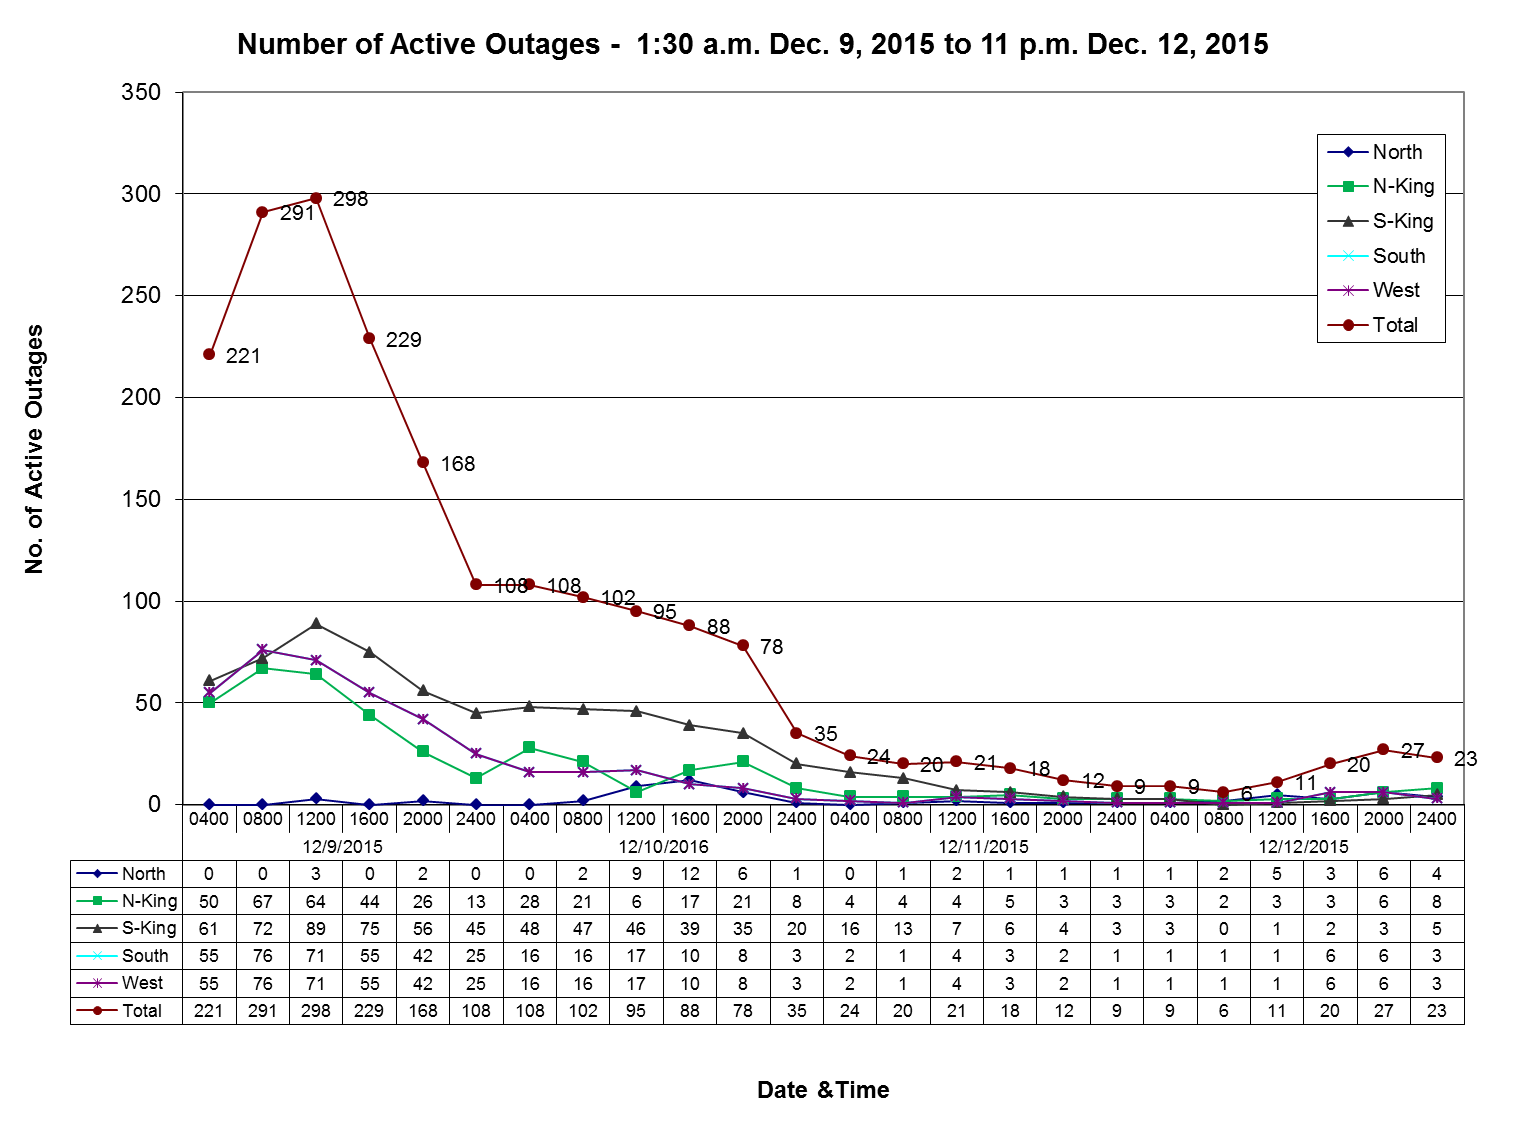 Number of Active Outages -  1:30 a.m. Dec. 9, 2015 to 11 p.m. Dec. 12, 2015
No. of Active Outages
350
300
250
200
150
100
50
0
221
291
298
229
168
108
108
102
95
88
78
35
24
20
21
18
12
9
9
6
11
20
27
23
North
N-King
S-King
South
West
Total
0400 0800 1200 1600 2000 2400 0400 0800 1200 1600 2000 2400 0400 0800 1200 1600 2000 2400 0400 0800 1200 1600 2000 2400
12/9/2015 12/10/2016 12/11/2015 12/12/2015
North 0 0 3 0 2 0 0 2 9 12 6 1 0 1 2 1 1 1 1 2 5 3 6 4
N-King 50 67 64 44 26 13 28 21 6 17 21 8 4 4 4 5 3 3 3 2 3 3 6 8
S-King 61 72 89 75 56 45 48 47 46 39 35 20 16 13 7 6 4 3 3 0 1 2 3 5
South 55 76 71 55 42 25 16 16 17 10 8 3 2 1 4 3 2 1 1 1 1 6 6 3
West 55 76 71 55 42 25 16 16 17 10 8 3 2 1 4 3 2 1 1 1 1 6 6 3
Total 221 291 298 229 168 108 108 102 95 88 78 35 24 20 21 18 12 9 9 6 11 20 27 23
Date &Time